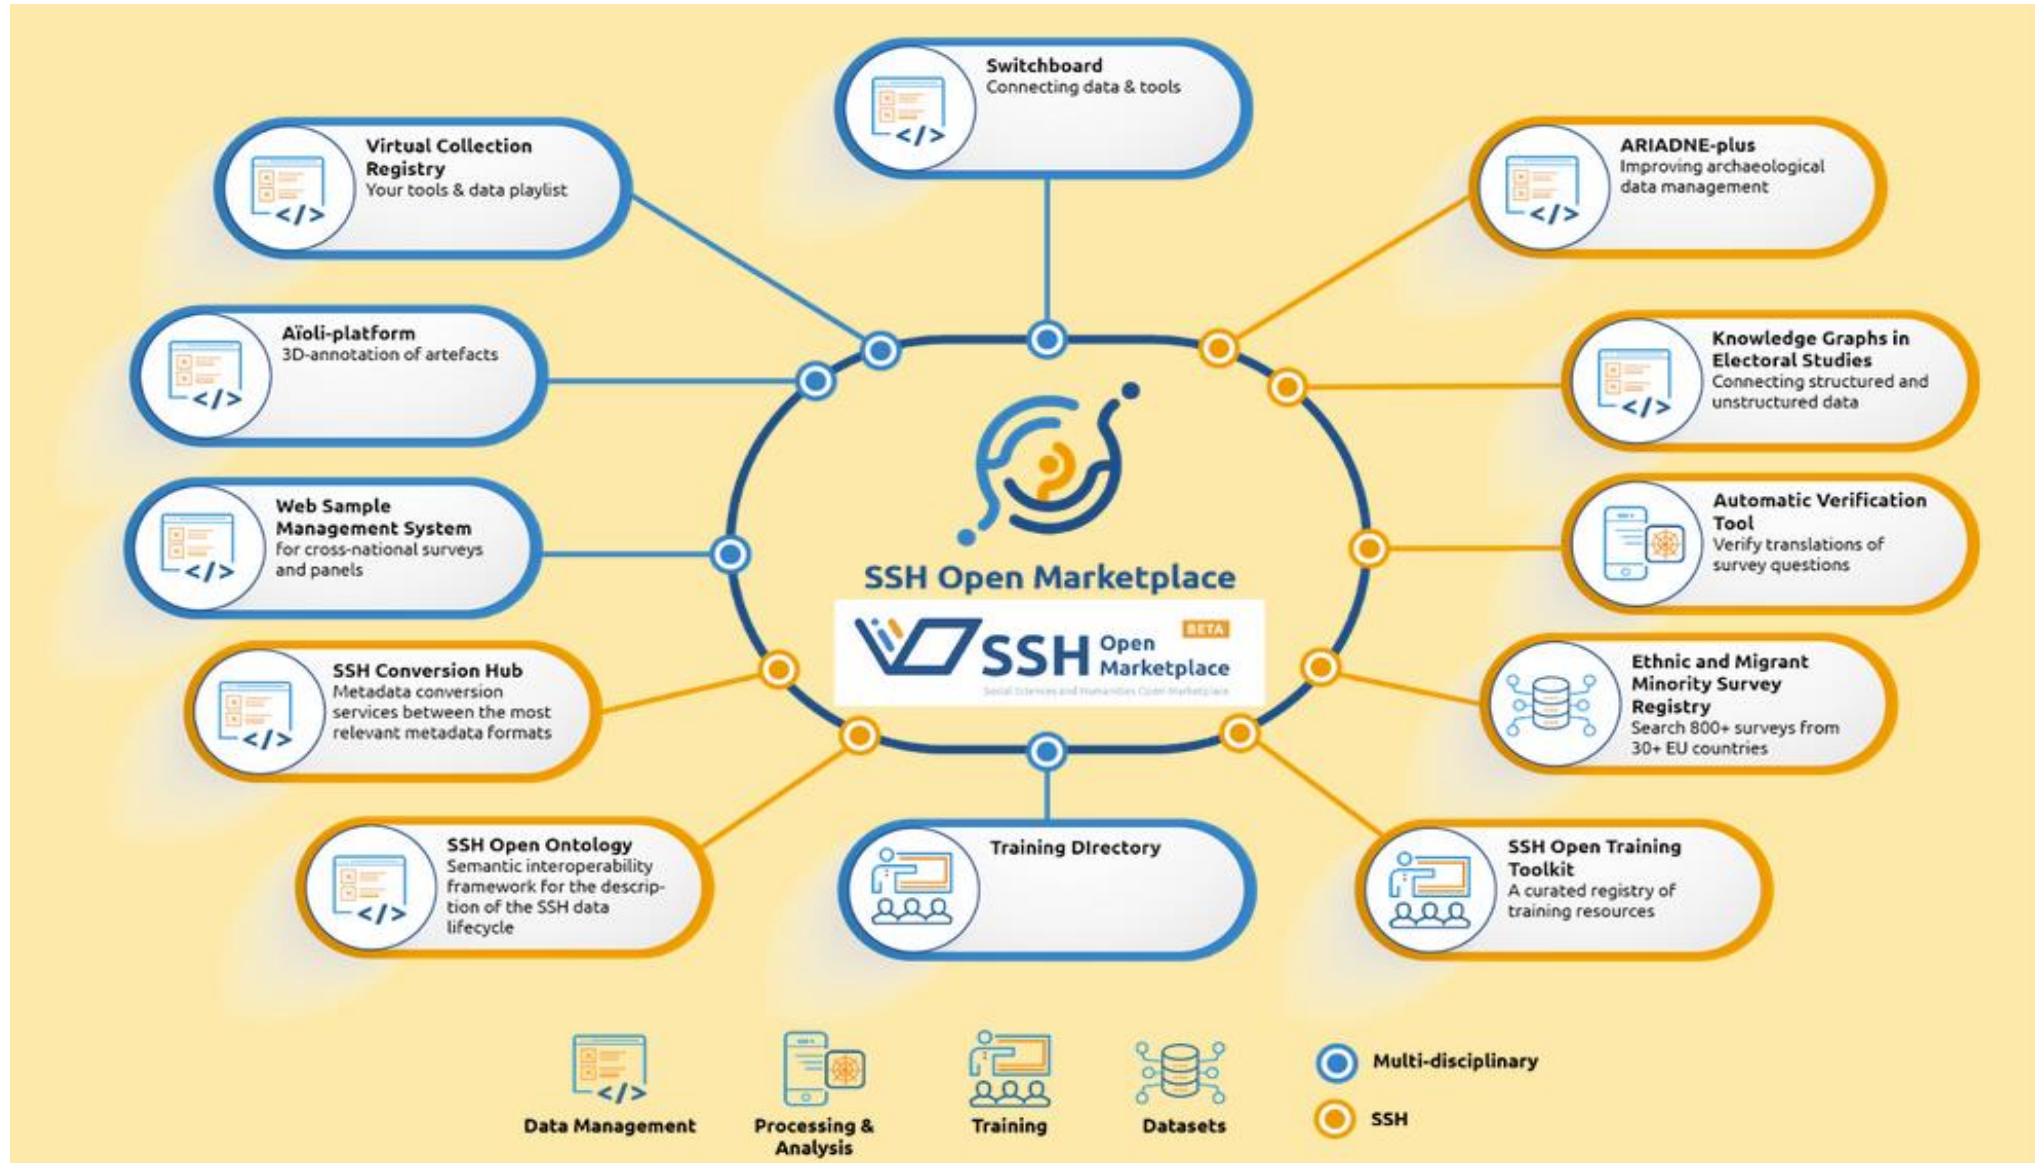 Switchboard
Connecting data & tools
Virtual Collection
Registry
Your tools & data playlist
ARIADNE-plus
Improving archaeological
data management
Aïoli-platform
3D-annotation of artefacts
Knowledge Graphs in
Electoral Studies
Connecting structured and
unstructured data
Web Sample
Management System
for cross-national surveys
and panels
Automatic Verification
Tool
Verify translations of
survey questions
SSH Open Marketplace
BETA
SSH Open
Marketplace
Social Sciences and Humanities Open Marketplace
SSH Conversion Hub
Metadata conversion
services between the most
relevant metadata formats
Ethnic and Migrant
Minority Survey
Registry
Search 800+ surveys from
30+ EU countries
SSH Open Ontology
Semantic interoperability
framework for the descrip-
tion of the SSH data
lifecycle
Training DIrectory
SSH Open Training
Toolkit
A curated registry of
training resources
Data Management
Processing &
Analysis
Training
Datasets
Multi-disciplinary
SSH